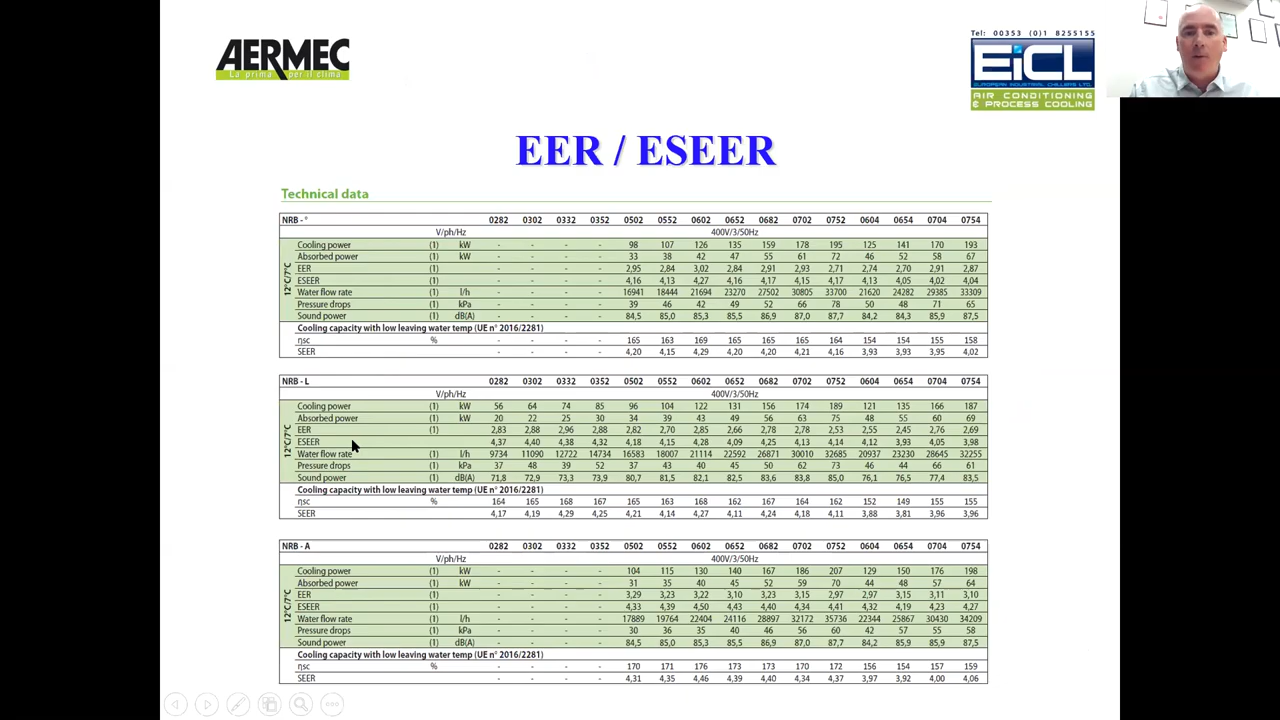 AERMEC
La prima per il clima
Tel: 00353 (0)1 8255155
EiCL
EUROPEAN INDUSTRIAL CHILLERS LTD.
AIR CONDITIONING
& PROCESS COOLING
EER / ESEER
Technical data
NRB - ° 0282 0302 0332 0352 0502 0552 0602 0652 0682 0702 0752 0604 0654 0704 0754
V/ph/Hz 400V/3/50Hz
12°C/7°C
Cooling power (1) kW - - - - 98 107 126 135 159 178 195 125 141 170 193
Absorbed power (1) kW - - - - 33 38 42 47 55 61 72 46 52 58 67
EER (1) - - - - 2,95 2,84 3,02 2,84 2,91 2,93 2,71 2,74 2,70 2,91 2,87
ESEER (1) - - - - 4,16 4,13 4,27 4,16 4,17 4,15 4,17 4,13 4,05 4,02 4,04
Water flow rate (1) l/h - - - - 16941 18444 21694 23270 27502 30805 33700 21620 24282 29385 33309
Pressure drops (1) kPa - - - - 39 46 42 49 52 66 78 50 48 71 65
Sound power (1) dB(A) - - - - 84,5 85,0 85,3 85,5 86,9 87,0 87,7 84,2 84,3 85,9 87,5
Cooling capacity with low leaving water temp (UE n° 2016/2281)
ηsc % - - - - 165 163 169 165 165 165 164 154 154 155 158
SEER - - - - 4,20 4,15 4,29 4,20 4,20 4,21 4,16 3,93 3,93 3,95 4,02
NRB - L 0282 0302 0332 0352 0502 0552 0602 0652 0682 0702 0752 0604 0654 0704 0754
V/ph/Hz 400V/3/50Hz
12°C/7°C
Cooling power (1) kW 56 64 74 85 96 104 122 131 156 174 189 121 135 166 187
Absorbed power (1) kW 20 22 25 30 34 39 43 49 56 63 75 48 55 60 69
EER (1) 2,83 2,88 2,96 2,88 2,82 2,70 2,85 2,66 2,78 2,78 2,53 2,55 2,45 2,76 2,69
ESEER 4,37 4,40 4,38 4,32 4,18 4,15 4,28 4,09 4,25 4,13 4,14 4,12 3,93 4,05 3,98
Water flow rate (1) l/h 9734 11090 12722 14734 16583 18007 21114 22592 26871 30010 32685 20937 23230 28645 32255
Pressure drops (1) kPa 37 48 39 52 37 43 40 45 50 62 73 46 44 66 61
Sound power (1) dB(A) 71,8 72,9 73,3 73,9 80,7 81,5 82,1 82,5 83,6 83,8 85,0 76,1 76,5 77,4 83,5
Cooling capacity with low leaving water temp (UE n° 2016/2281)
ηsc % 164 165 168 167 165 163 168 162 167 164 162 152 149 155 155
SEER 4,17 4,19 4,29 4,25 4,21 4,14 4,27 4,11 4,24 4,18 4,11 3,88 3,81 3,96 3,96
NRB - A 0282 0302 0332 0352 0502 0552 0602 0652 0682 0702 0752 0604 0654 0704 0754
V/ph/Hz 400V/3/50Hz
12°C/7°C
Cooling power (1) kW - - - - 104 115 130 140 167 186 207 129 150 176 198
Absorbed power (1) kW - - - - 31 35 40 45 52 59 70 44 48 57 64
EER (1) - - - - 3,29 3,23 3,22 3,10 3,23 3,15 2,97 2,97 3,15 3,11 3,10
ESEER (1) - - - - 4,33 4,39 4,50 4,43 4,40 4,34 4,41 4,32 4,19 4,23 4,27
Water flow rate (1) l/h - - - - 17889 19764 22404 24116 28897 32172 35736 22344 25867 30430 34209
Pressure drops (1) kPa - - - - 30 36 35 40 46 56 60 42 57 55 58
Sound power (1) dB(A) - - - - 84,5 85,0 85,3 85,5 86,9 87,0 87,7 84,2 85,9 85,9 87,5
Cooling capacity with low leaving water temp (UE n° 2016/2281)
ηsc % - - - - 170 171 176 173 173 170 172 156 154 157 159
SEER - - - - 4,31 4,35 4,46 4,39 4,40 4,34 4,37 3,97 3,92 4,00 4,06